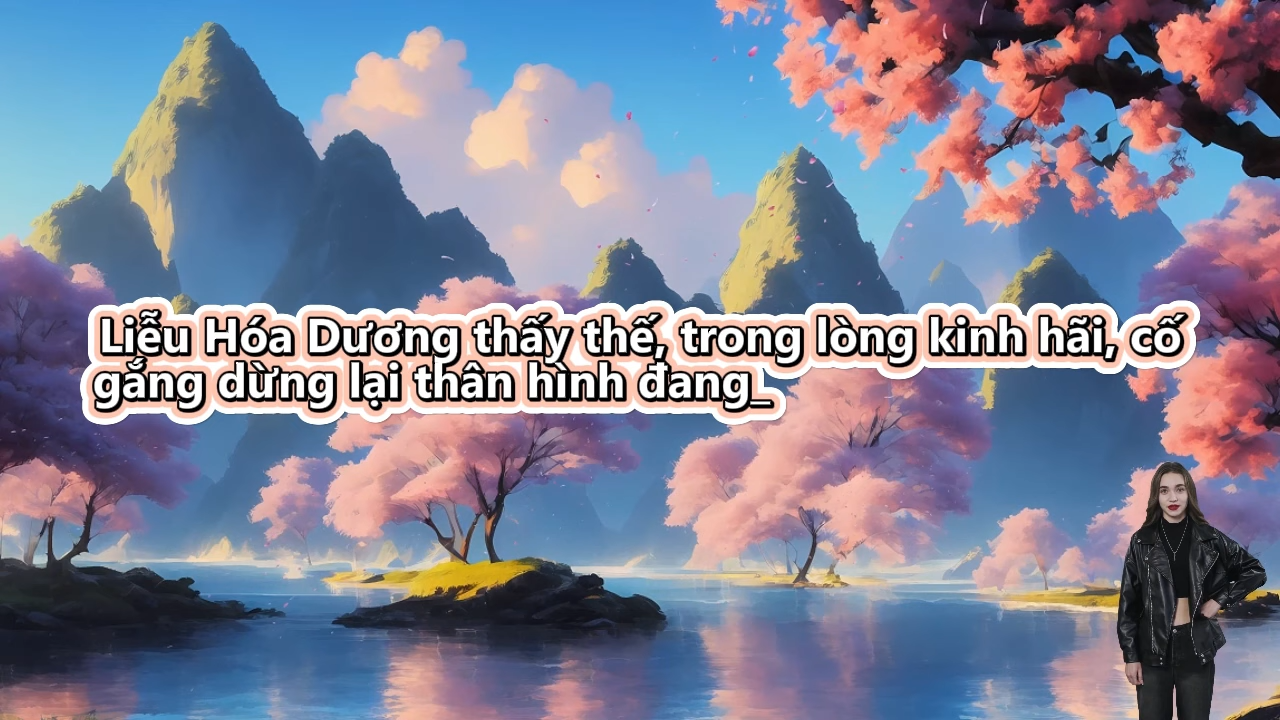 Liễu Hóa Dương thấy thế, trong lòng kinh hãi, cố
gắng dừng lại thân hình đang_